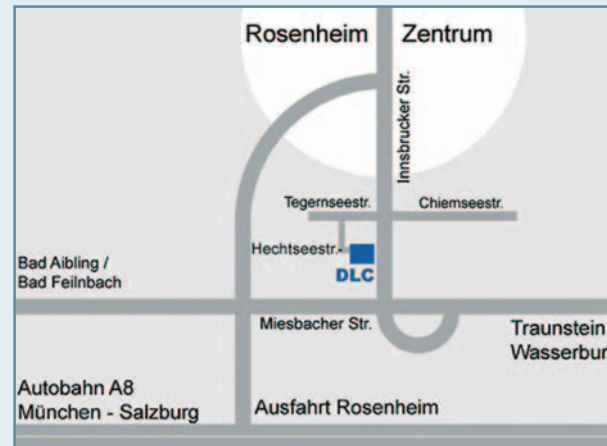 Rosenheim Zentrum
Innsbrucker Str.
Tegernseestr.
Chiemseestr.
Hechtseestr.
DLC
Bad Aibling /
Bad Feilnbach
Miesbacher Str.
Traunstein
Wasserbur
Autobahn A8
München - Salzburg
Ausfahrt Rosenheim